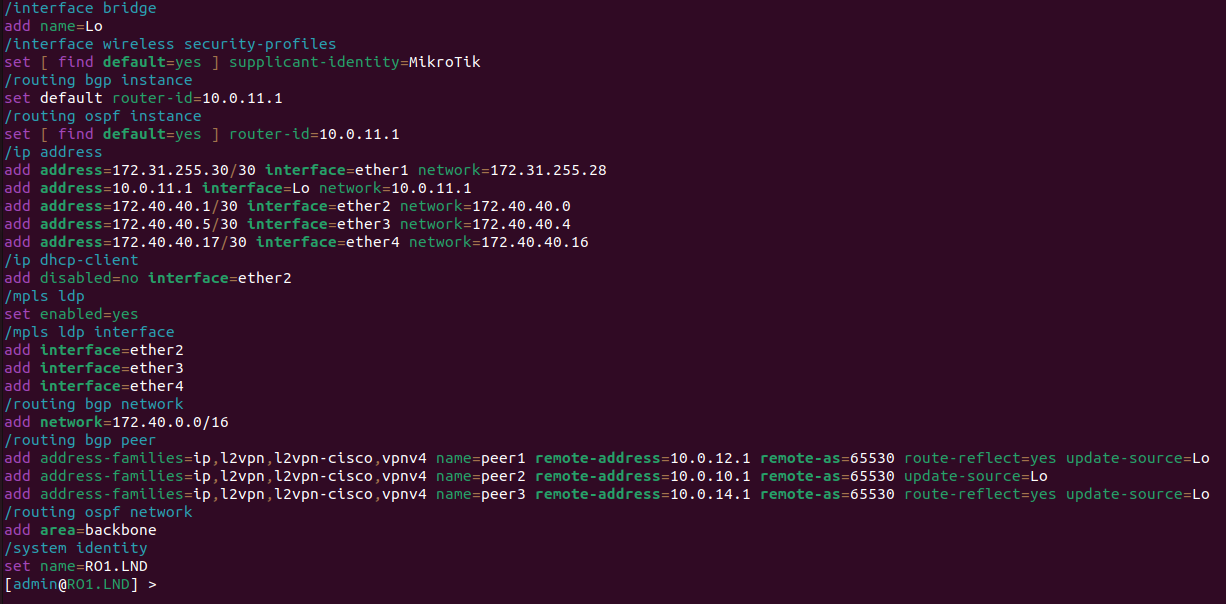 /interface bridge
add name=Lo
/interface wireless security-profiles
set [ find default=yes ] supplicant-identity=MikroTik
/routing bgp instance
set default router-id=10.0.11.1
/routing ospf instance
set [ find default=yes ] router-id=10.0.11.1
/ip address
add address=172.31.255.30/30 interface=ether1 network=172.31.255.28
add address=10.0.11.1 interface=Lo network=10.0.11.1
add address=172.40.40.1/30 interface=ether2 network=172.40.40.0
add address=172.40.40.5/30 interface=ether3 network=172.40.40.4
add address=172.40.40.17/30 interface=ether4 network=172.40.40.16
/ip dhcp-client
add disabled=no interface=ether2
/mpls ldp
set enabled=yes
/mpls ldp interface
add interface=ether2
add interface=ether3
add interface=ether4
/routing bgp network
add network=172.40.0.0/16
/routing bgp peer
add address-families=ip,l2vpn,l2vpn-cisco,vpnv4 name=peer1 remote-address=10.0.12.1 remote-as=65530 route-reflect=yes update-source=Lo
add address-families=ip,l2vpn,l2vpn-cisco,vpnv4 name=peer2 remote-address=10.0.10.1 remote-as=65530 update-source=Lo
add address-families=ip,l2vpn,l2vpn-cisco,vpnv4 name=peer3 remote-address=10.0.14.1 remote-as=65530 route-reflect=yes update-source=Lo
/routing ospf network
add area=backbone
/system identity
set name=RO1.LND
[admin@RO1.LND] >